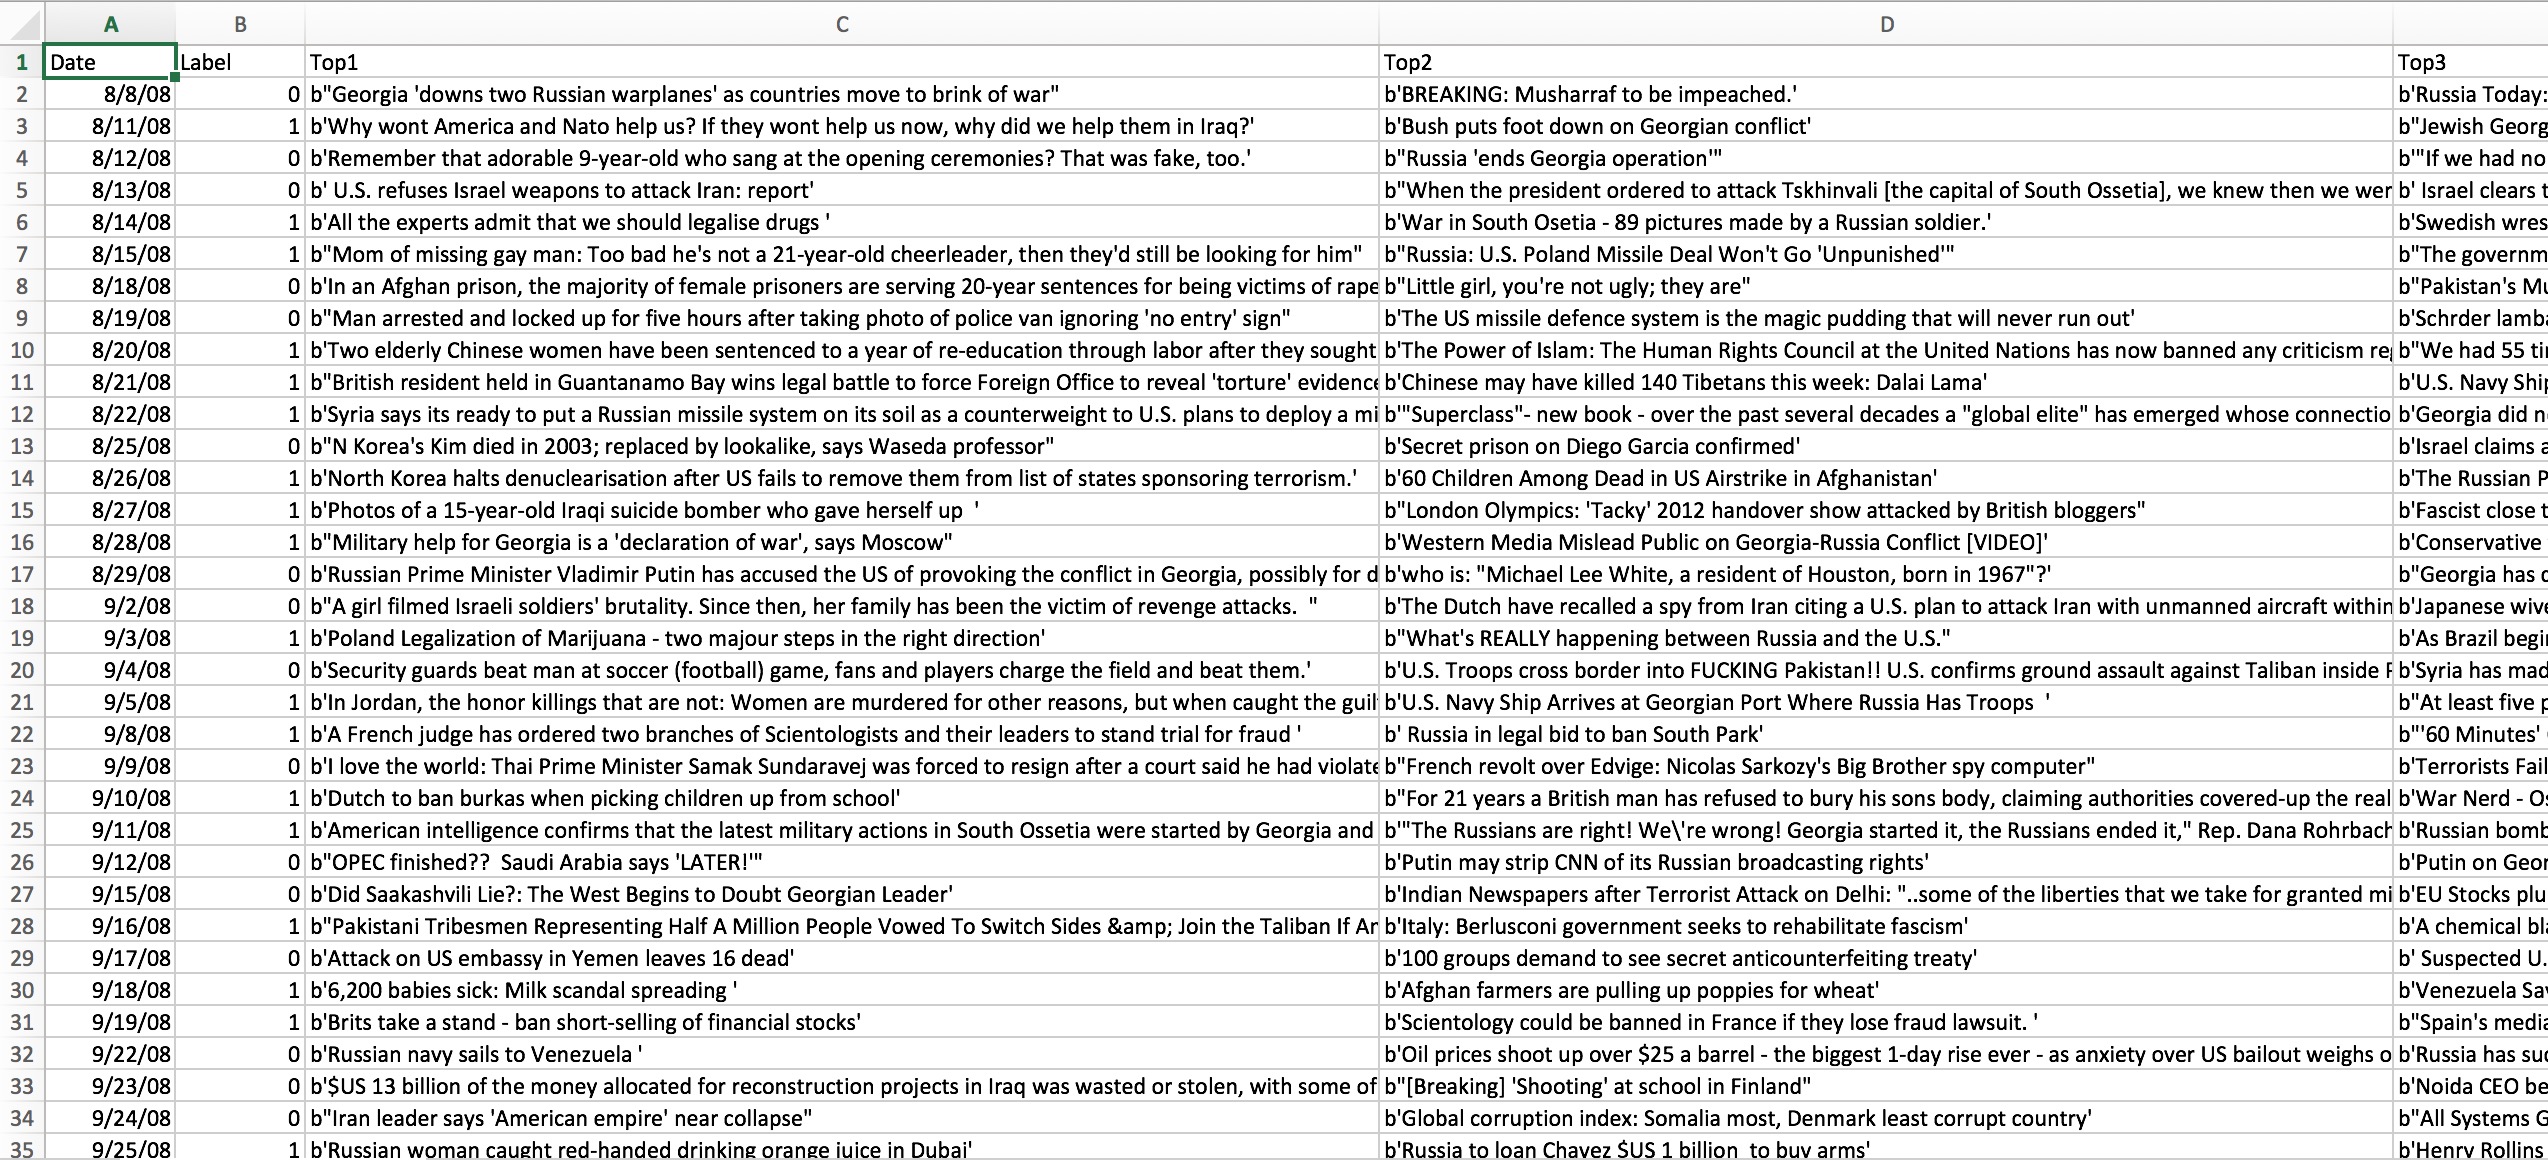 A B C D
1 Date Label Top1 Top2 Top3
2 8/8/08 0 b"Georgia 'downs two Russian warplanes' as countries move to brink of war" b'BREAKING: Musharraf to be impeached.' b'Russia Today:
3 8/11/08 1 b'Why wont America and Nato help us? If they wont help us now, why did we help them in Iraq?' b'Bush puts foot down on Georgian conflict' b"Jewish Georg
4 8/12/08 0 b'Remember that adorable 9-year-old who sang at the opening ceremonies? That was fake, too.' b"Russia 'ends Georgia operation'" b'"If we had no
5 8/13/08 0 b' U.S. refuses Israel weapons to attack Iran: report' b"When the president ordered to attack Tskhinvali [the capital of South Ossetia], we knew then we wer b' Israel clears t
6 8/14/08 1 b'All the experts admit that we should legalise drugs ' b'War in South Osetia - 89 pictures made by a Russian soldier.' b'Swedish wres
7 8/15/08 1 b"Mom of missing gay man: Too bad he's not a 21-year-old cheerleader, then they'd still be looking for him" b"Russia: U.S. Poland Missile Deal Won't Go 'Unpunished'" b"The governm
8 8/18/08 0 b'In an Afghan prison, the majority of female prisoners are serving 20-year sentences for being victims of rape b"Little girl, you're not ugly; they are" b"Pakistan's Mu
9 8/19/08 0 b"Man arrested and locked up for five hours after taking photo of police van ignoring 'no entry' sign" b'The US missile defence system is the magic pudding that will never run out' b'Schrder lamba
10 8/20/08 1 b'Two elderly Chinese women have been sentenced to a year of re-education through labor after they sought b'The Power of Islam: The Human Rights Council at the United Nations has now banned any criticism reg b"We had 55 tin
11 8/21/08 1 b"British resident held in Guantanamo Bay wins legal battle to force Foreign Office to reveal 'torture' evidence b'Chinese may have killed 140 Tibetans this week: Dalai Lama' b'U.S. Navy Ship
12 8/22/08 1 b'Syria says its ready to put a Russian missile system on its soil as a counterweight to U.S. plans to deploy a mi b'"Superclass"- new book - over the past several decades a "global elite" has emerged whose connectio b'Georgia did n
13 8/25/08 0 b"N Korea's Kim died in 2003; replaced by lookalike, says Waseda professor" b'Secret prison on Diego Garcia confirmed' b'Israel claims a
14 8/26/08 1 b'North Korea halts denuclearisation after US fails to remove them from list of states sponsoring terrorism.' b'60 Children Among Dead in US Airstrike in Afghanistan' b'The Russian P
15 8/27/08 1 b'Photos of a 15-year-old Iraqi suicide bomber who gave herself up ' b"London Olympics: 'Tacky' 2012 handover show attacked by British bloggers" b'Fascist close t
16 8/28/08 1 b"Military help for Georgia is a 'declaration of war', says Moscow" b'Western Media Mislead Public on Georgia-Russia Conflict [VIDEO]' b'Conservative
17 8/29/08 0 b'Russian Prime Minister Vladimir Putin has accused the US of provoking the conflict in Georgia, possibly for d b'who is: "Michael Lee White, a resident of Houston, born in 1967"?' b"Georgia has d
18 9/2/08 0 b"A girl filmed Israeli soldiers' brutality. Since then, her family has been the victim of revenge attacks. " b'The Dutch have recalled a spy from Iran citing a U.S. plan to attack Iran with unmanned aircraft within b'Japanese wive
19 9/3/08 1 b'Poland Legalization of Marijuana - two majour steps in the right direction' b"What's REALLY happening between Russia and the U.S." b'As Brazil begin
20 9/4/08 0 b'Security guards beat man at soccer (football) game, fans and players charge the field and beat them.' b'U.S. Troops cross border into FUCKING Pakistan!! U.S. confirms ground assault against Taliban inside P b'Syria has mad
21 9/5/08 1 b'In Jordan, the honor killings that are not: Women are murdered for other reasons, but when caught the guil b'U.S. Navy Ship Arrives at Georgian Port Where Russia Has Troops ' b"At least five p
22 9/8/08 1 b'A French judge has ordered two branches of Scientologists and their leaders to stand trial for fraud ' b' Russia in legal bid to ban South Park' b"'60 Minutes'
23 9/9/08 0 b'I love the world: Thai Prime Minister Samak Sundaravej was forced to resign after a court said he had violate b"French revolt over Edvige: Nicolas Sarkozy's Big Brother spy computer" b'Terrorists Fail
24 9/10/08 1 b'Dutch to ban burkas when picking children up from school' b"For 21 years a British man has refused to bury his sons body, claiming authorities covered-up the real b'War Nerd - Os
25 9/11/08 1 b'American intelligence confirms that the latest military actions in South Ossetia were started by Georgia and b'"The Russians are right! We\'re wrong! Georgia started it, the Russians ended it," Rep. Dana Rohrbach b'Russian bomb
26 9/12/08 0 b"OPEC finished?? Saudi Arabia says 'LATER!'" b'Putin may strip CNN of its Russian broadcasting rights' b'Putin on Geor
27 9/15/08 0 b'Did Saakashvili Lie?: The West Begins to Doubt Georgian Leader' b'Indian Newspapers after Terrorist Attack on Delhi: "..some of the liberties that we take for granted mi b'EU Stocks plu
28 9/16/08 1 b"Pakistani Tribesmen Representing Half A Million People Vowed To Switch Sides &amp; Join the Taliban If Ar b'Italy: Berlusconi government seeks to rehabilitate fascism' b'A chemical bla
29 9/17/08 0 b'Attack on US embassy in Yemen leaves 16 dead' b'100 groups demand to see secret anticounterfeiting treaty' b' Suspected U.
30 9/18/08 1 b'6,200 babies sick: Milk scandal spreading ' b'Afghan farmers are pulling up poppies for wheat' b'Venezuela Sav
31 9/19/08 1 b'Brits take a stand - ban short-selling of financial stocks' b'Scientology could be banned in France if they lose fraud lawsuit. ' b"Spain's media
32 9/22/08 0 b'Russian navy sails to Venezuela ' b'Oil prices shoot up over $25 a barrel - the biggest 1-day rise ever - as anxiety over US bailout weighs o b'Russia has suc
33 9/23/08 0 b'$US 13 billion of the money allocated for reconstruction projects in Iraq was wasted or stolen, with some of b"[Breaking] 'Shooting' at school in Finland" b'Noida CEO be
34 9/24/08 0 b"Iran leader says 'American empire' near collapse" b'Global corruption index: Somalia most, Denmark least corrupt country' b"All Systems G
35 9/25/08 1 b'Russian woman caught red-handed drinking orange juice in Dubai' b'Russia to loan Chavez $US 1 billion to buy arms' b'Henry Rollins